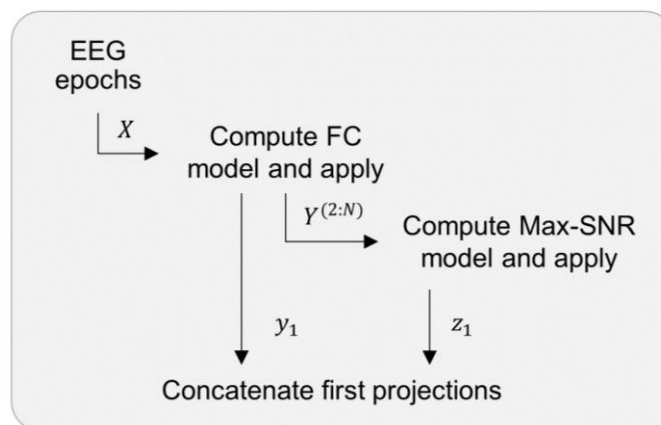 EEG
epochs
X
Compute FC
model and apply
Y^(2:N)
Compute Max-SNR
model and apply
y₁
z₁
Concatenate first projections